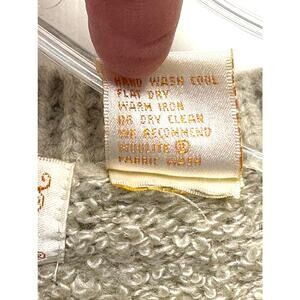 HAND WASH COOL
FLAT DRY
WARM IRON
OR DRY CLEAN
WE RECOMMEND
WOOLITE ®
FABRIC WASH